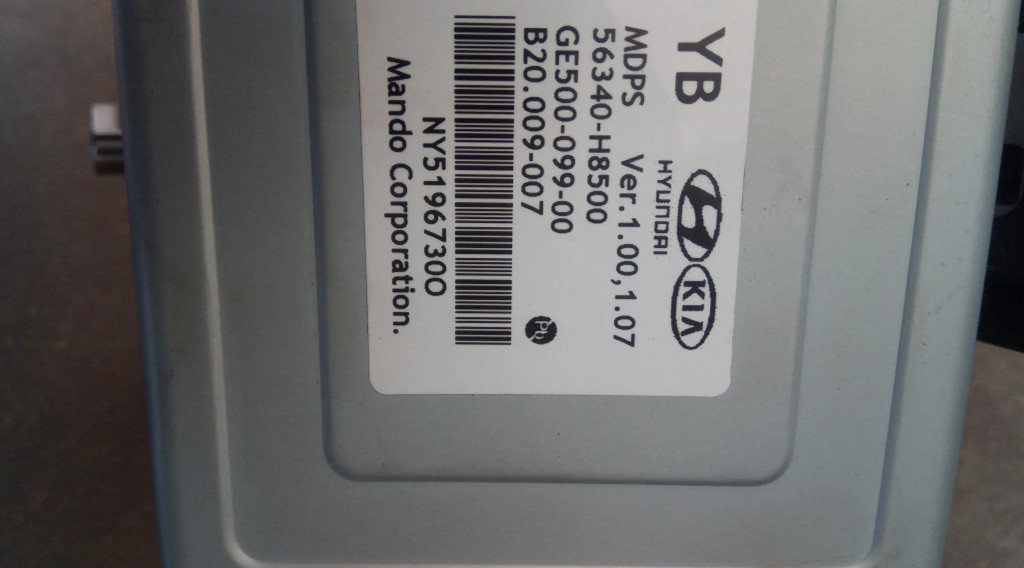 YB
HYUNDAI
KIA
MDPS Ver.1.00,1.07
56340-H8500
GE500-099-00
B20.009-007
Pb
NY51967300
Mando Corporation.